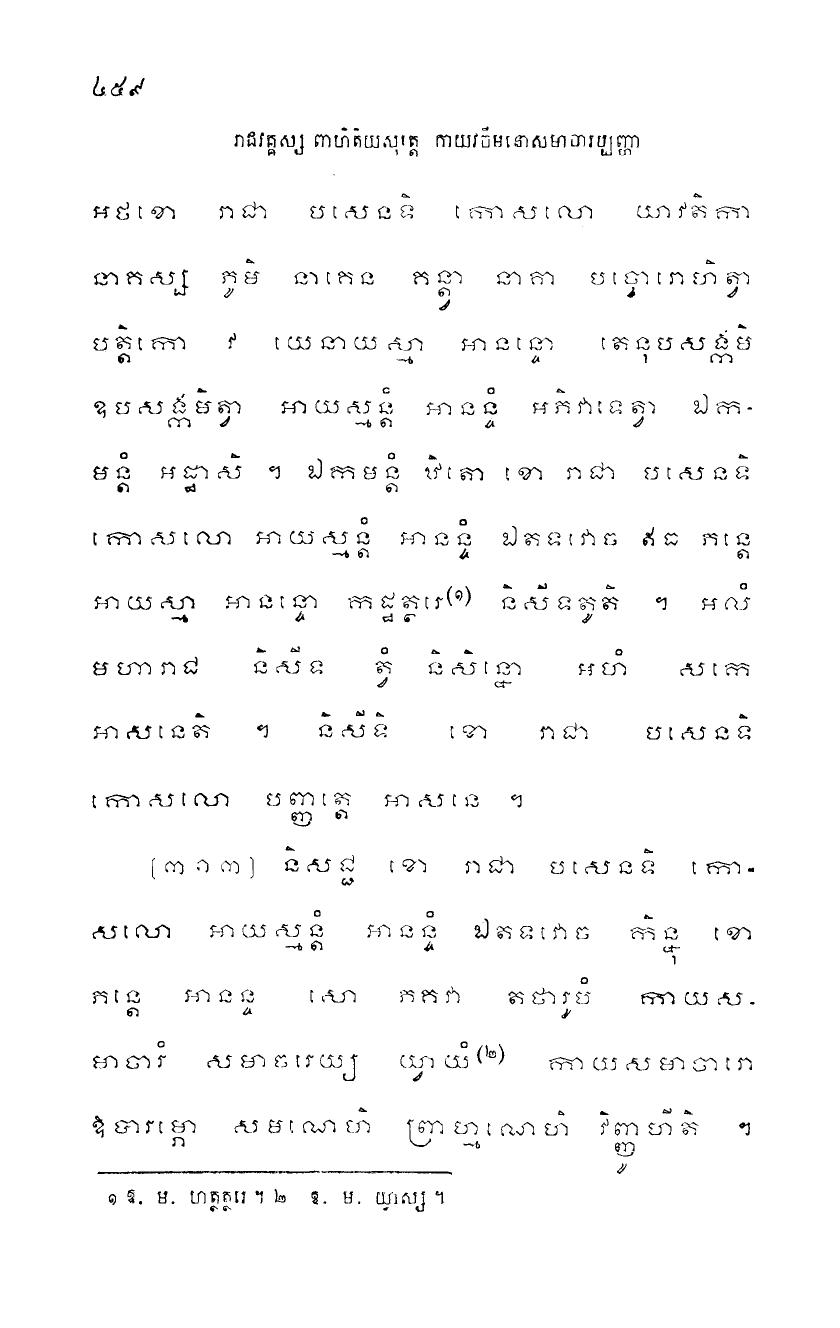 ៤៥៩
រាជវគ្គស្ស ពាហិតិយសុត្តេ កាយវចីមនោសមាចារប្បញ្ហា
អថខោ រាជា បសេនទិ កោសលោ យាវតិកា
នាគស្ស ភូមិ នាគេន គន្ត្វា នាគា បច្ចោរោហិត្វា
បត្តិកោ វ យេនាយស្មា អានន្ទោ តេនុបសង្កមិ
ឧបសង្កមិត្វា អាយស្មន្តំ អានន្ទំ អភិវាទេត្វា ឯក-
មន្តំ អដ្ឋាសិ ។ ឯកមន្តំ ឋិតោ ខោ រាជា បសេនទិ
កោសលោ អាយស្មន្តំ អានន្ទំ ឯតទវោច ឥធ ភន្តេ
អាយស្មា អានន្ទោ កដ្ឋត្ថរេ(១) និសីទតូតិ ។ អលំ
មហារាជ និសីទ ត្វំ និសិន្នោ អហំ សកេ
អាសនេតិ ។ និសីទិ ខោ រាជា បសេនទិ
កោសលោ បញ្ញត្តេ អាសនេ ។
[៣១៣] និសជ្ជ ខោ រាជា បសេនទិ កោ-
សលោ អាយស្មន្តំ អានន្ទំ ឯតទវោច កិន្នុ ខោ
ភន្តេ អានន្ទ សោ ភគវា តថារូបំ កាយស-
មាចារំ សមាចរេយ្យ យ្វាយំ(២) កាយសមាចារោ
ឱបារម្ភោ សមណេហិ ព្រាហ្មណេហិ វិញ្ញូហីតិ ។
១ ឱ. ម. ហត្ថត្ថរេ ។ ២ ឱ. ម. យ្វាស្ស ។